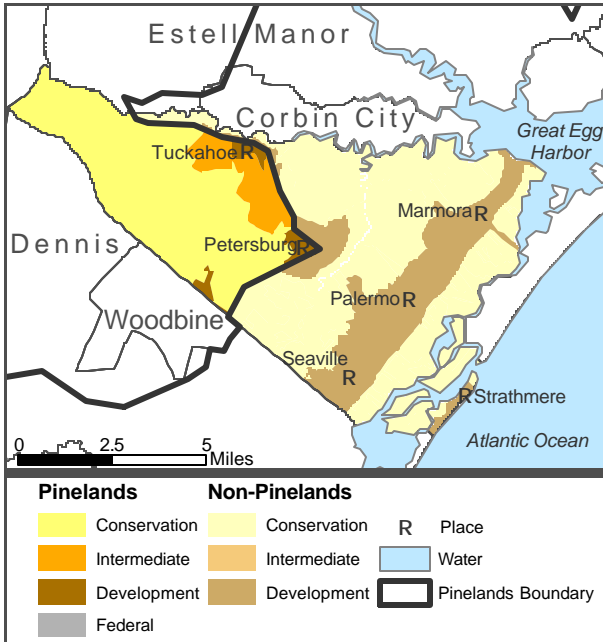 Estell Manor
Corbin City
Great Egg
Harbor
Tuckahoe R
Marmora R
Dennis
Petersburg R
Palermo R
Woodbine
Seaville
R
R Strathmere
Atlantic Ocean
0 2.5 5
Miles
Pinelands Non-Pinelands
Conservation Conservation R Place
Intermediate Intermediate Water
Development Development Pinelands Boundary
Federal